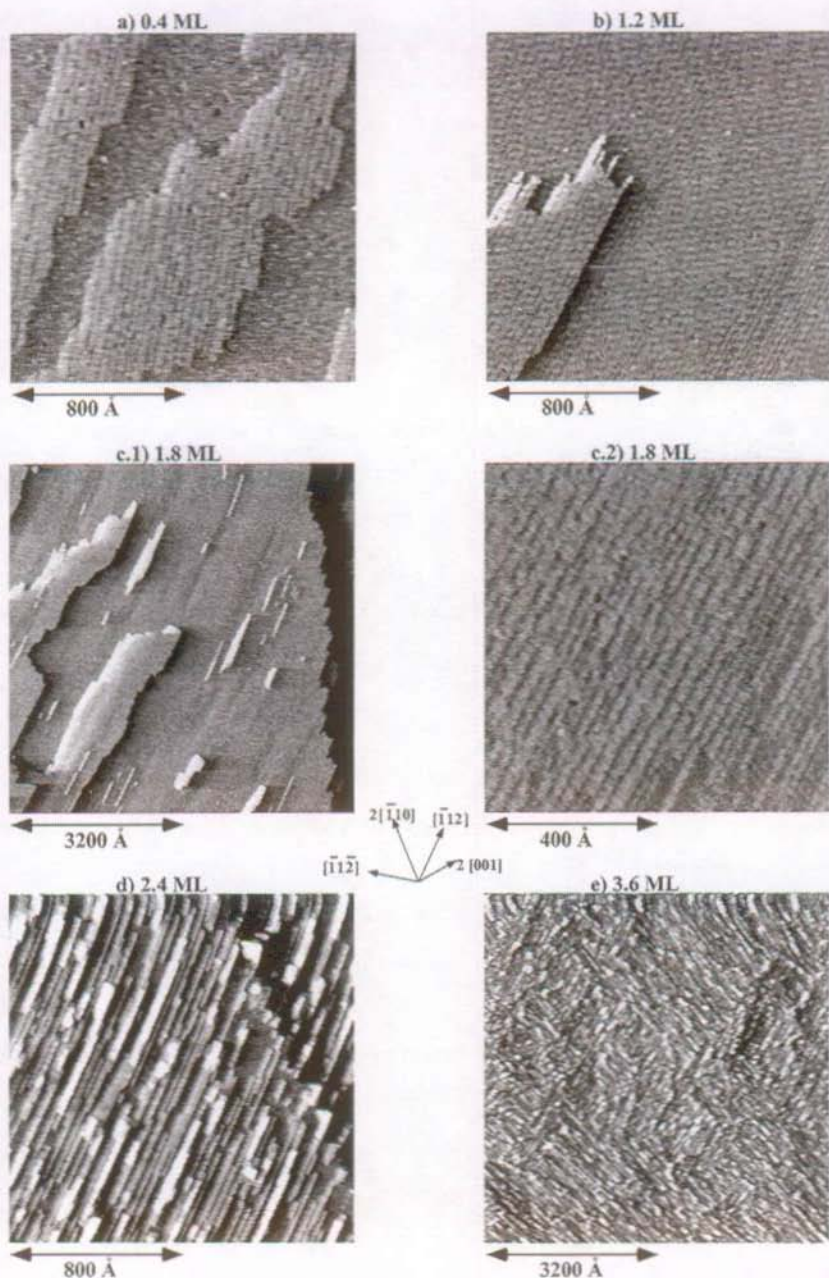 a) 0.4 ML
b) 1.2 ML
800 Å
800 Å
c.1) 1.8 ML
c.2) 1.8 ML
3200 Å
400 Å
2[1̅10]
[1̅12]
[1̅12̅]
2 [001]
d) 2.4 ML
e) 3.6 ML
800 Å
3200 Å